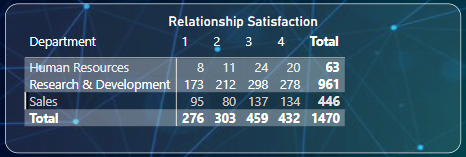 Relationship Satisfaction
Department 1 2 3 4 Total
Human Resources 8 11 24 20 63
Research & Development 173 212 298 278 961
Sales 95 80 137 134 446
Total 276 303 459 432 1470